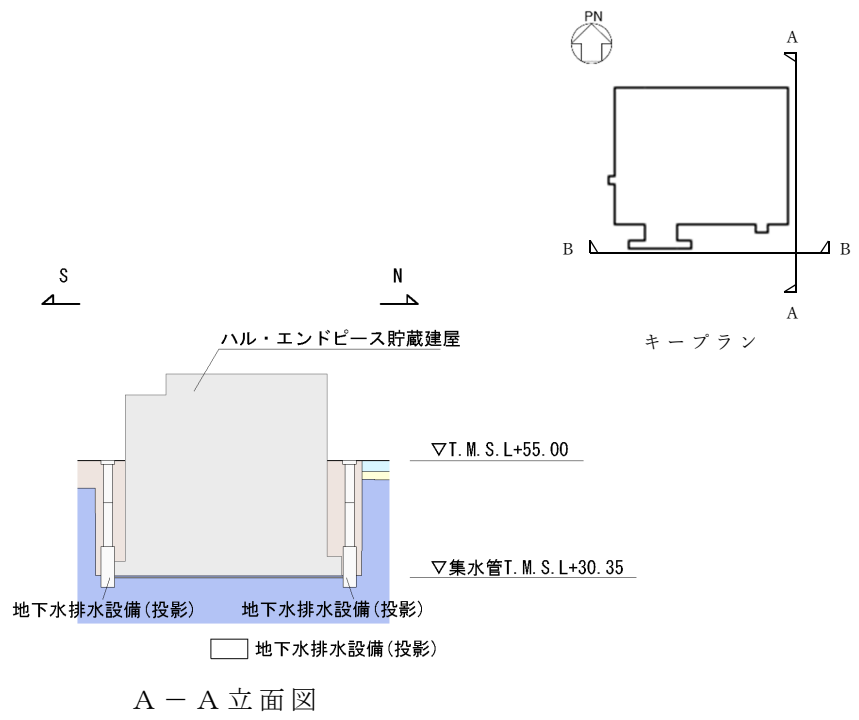 PN
A
B
B
A
キープラン
S
N
ハル・エンドピース貯蔵建屋
▽T.M.S.L+55.00
▽集水管T.M.S.L+30.35
地下水排水設備(投影)
地下水排水設備(投影)
地下水排水設備(投影)
A－A立面図